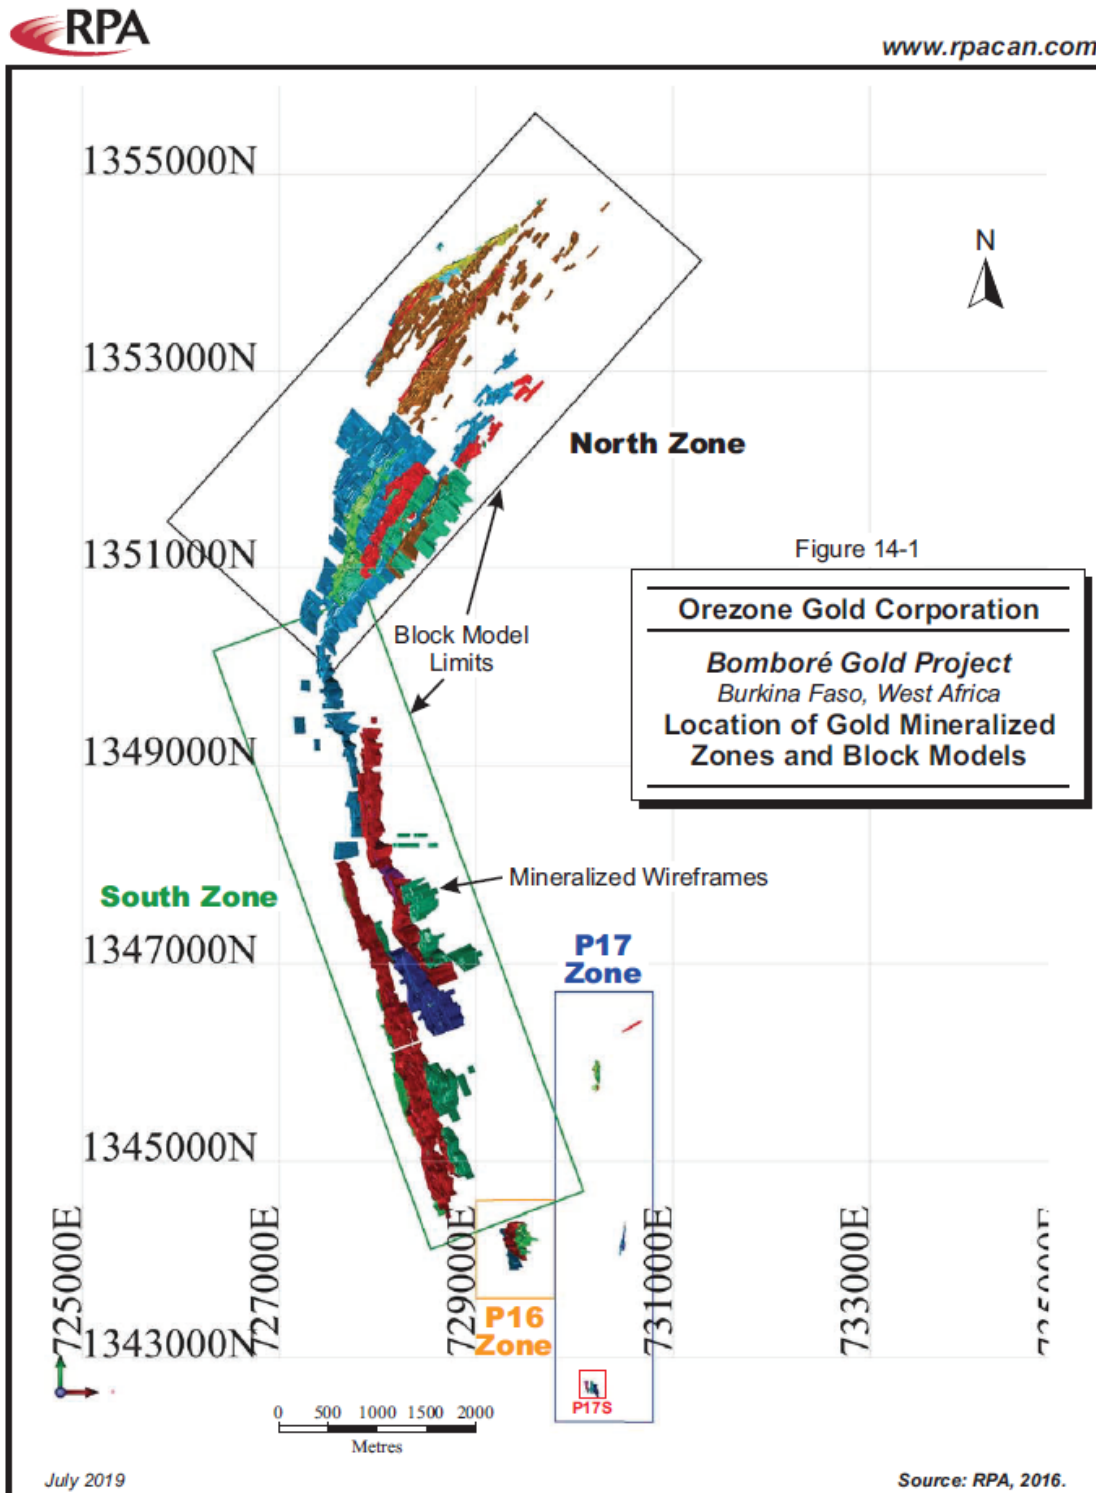 RPA
www.rpacan.com
1355000N
N
1353000N
North Zone
1351000N
Figure 14-1
Orezone Gold Corporation
Block Model
Limits
Bomboré Gold Project
Burkina Faso, West Africa
Location of Gold Mineralized
Zones and Block Models
1349000N
Mineralized Wireframes
South Zone
1347000N
P17
Zone
1345000N
725000E
727000E
729000E
731000E
733000E
P16
Zone
1343000N
P17S
0 500 1000 1500 2000
Metres
July 2019
Source: RPA, 2016.